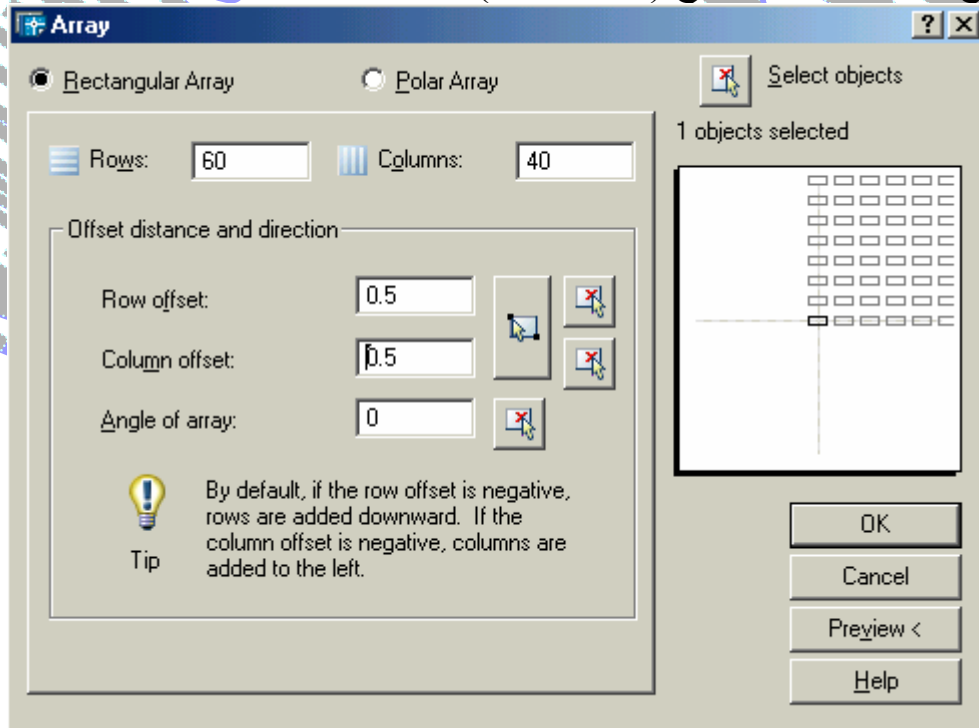 Array
Rectangular Array
Polar Array
Select objects
1 objects selected
Rows: 60
Columns: 40
Offset distance and direction
Row offset: 0.5
Column offset: 0.5
Angle of array: 0
Tip
By default, if the row offset is negative,
rows are added downward. If the
column offset is negative, columns are
added to the left.
OK
Cancel
Preview <
Help